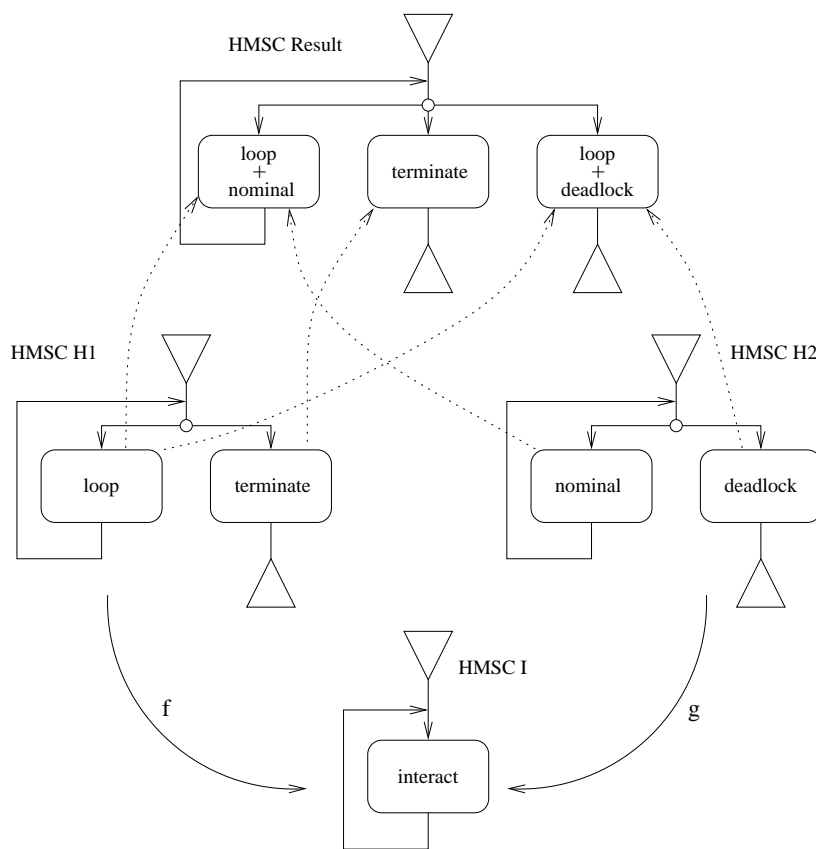 HMSC Result
loop
+
nominal
terminate
loop
+
deadlock
HMSC H1
HMSC H2
loop
terminate
nominal
deadlock
HMSC I
f
g
interact